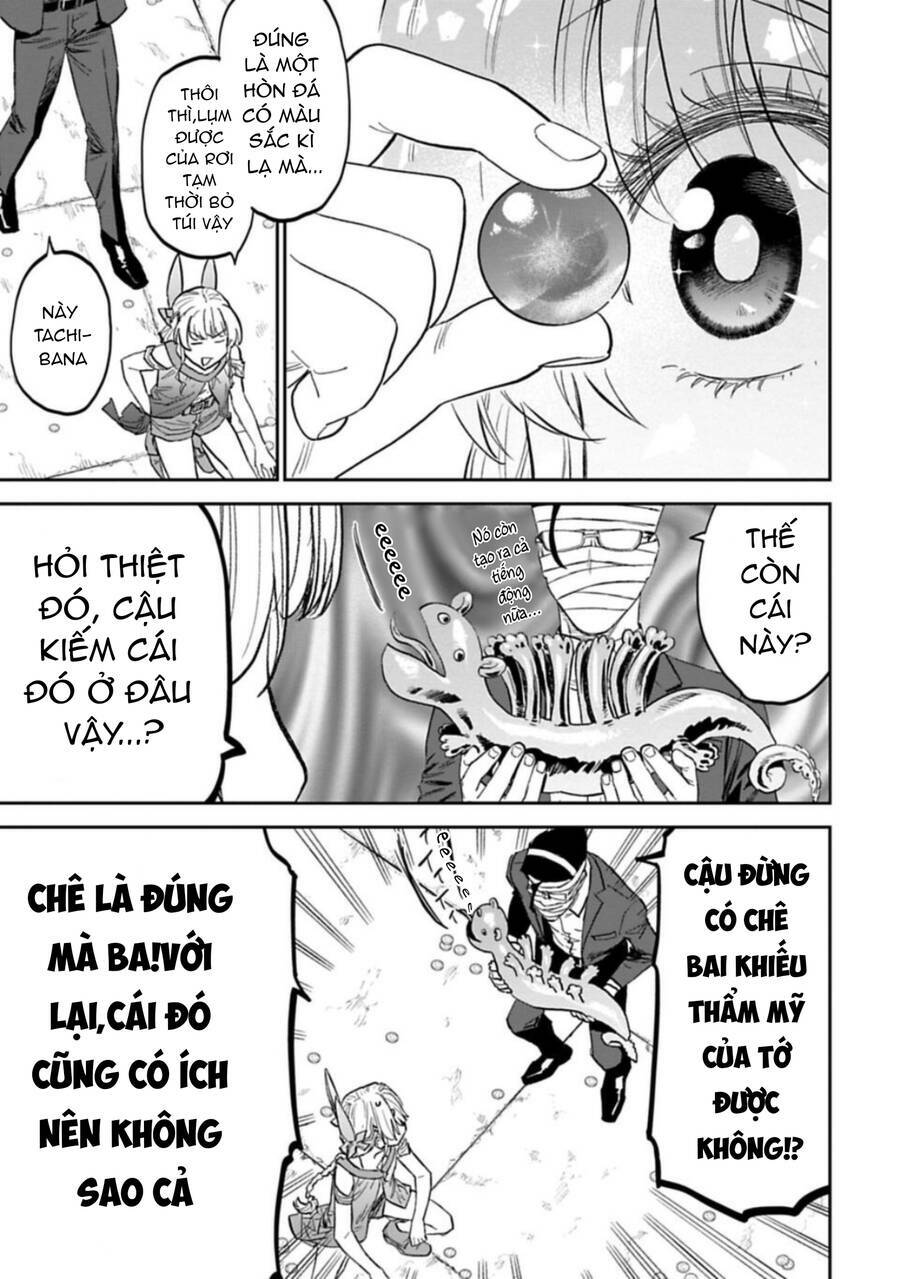 ĐÚNG
LÀ MỘT
HÒN ĐÁ
CÓ MÀU
SẮC KÌ
LẠ MÀ...
THÔI
THÌ,LỤM
ĐƯỢC
CỦA RƠI
TẠM
THỜI BỎ
TÚI VẬY
NÀY
TACHI-
BANA
THẾ
CÒN
CÁI
NÀY?
Nó còn
tạo ra cả
tiếng
động
nữa...
eeeeeee
HỎI THIỆT
ĐÓ, CẬU
KIẾM CÁI
ĐÓ Ở ĐÂU
VẬY...?
CẬU ĐỪNG
CÓ CHÊ
BAI KHIẾU
THẨM MỸ
CỦA TỚ
ĐƯỢC
KHÔNG!?
e.e.e.e.e
CHÊ LÀ ĐÚNG
MÀ BA!VỚI
LẠI,CÁI ĐÓ
CŨNG CÓ ÍCH
NÊN KHÔNG
SAO CẢ